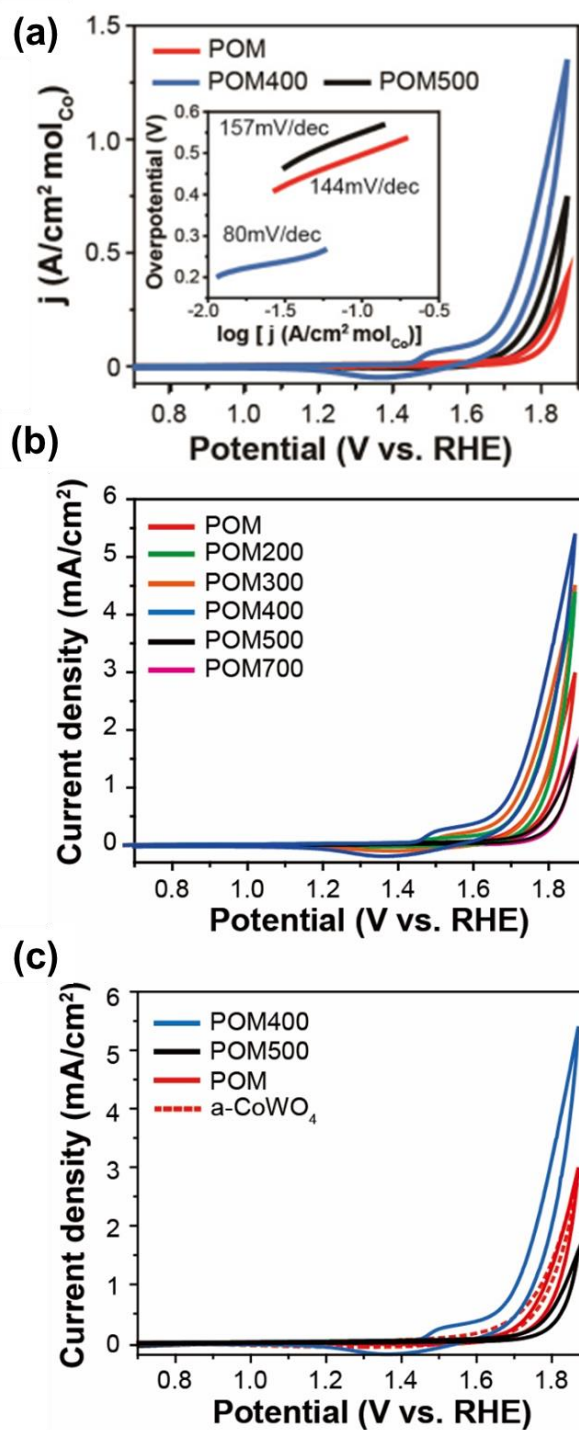 (a)
1.5
1.0
0.5
0
j (A/cm² mol_Co)
POM
POM400 POM500
0.6
0.5
0.4
0.3
0.2
Overpotential (V)
157mV/dec
144mV/dec
80mV/dec
-2.0 -1.5 -1.0 -0.5
log [ j (A/cm² mol_Co)]
0.8 1.0 1.2 1.4 1.6 1.8
Potential (V vs. RHE)
(b)
6
5
4
3
2
1
0
Current density (mA/cm²)
POM
POM200
POM300
POM400
POM500
POM700
0.8 1.0 1.2 1.4 1.6 1.8
Potential (V vs. RHE)
(c)
6
5
4
3
2
1
0
Current density (mA/cm²)
POM400
POM500
POM
a-CoWO₄
0.8 1.0 1.2 1.4 1.6 1.8
Potential (V vs. RHE)